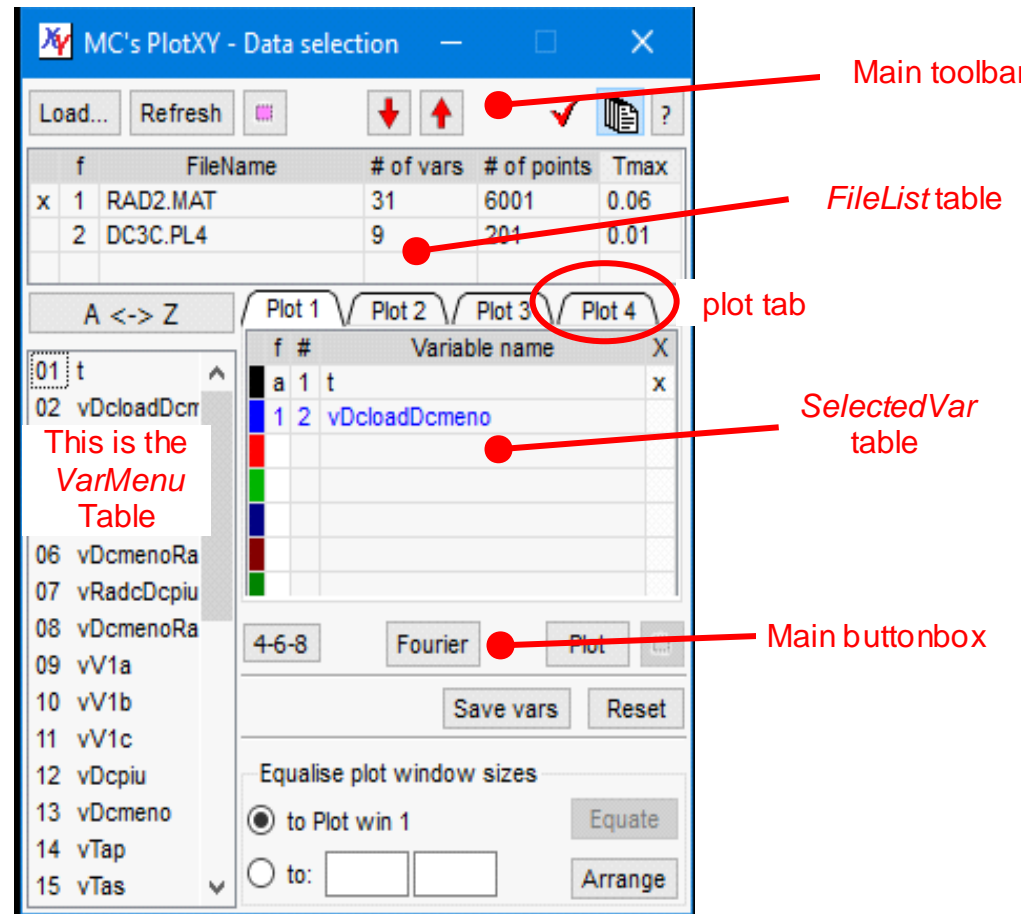 MC's PlotXY - Data selection
Main toolbar
Load... Refresh ?
f FileName # of vars # of points Tmax
x 1 RAD2.MAT 31 6001 0.06
FileList table
2 DC3C.PL4 9 201 0.01
A <-> Z
Plot 1 Plot 2 Plot 3 Plot 4
plot tab
f # Variable name X
01 t
a 1 t x
02 vDcloadDcm
1 2 vDcloadDcmeno
SelectedVar
table
This is the
VarMenu
Table
06 vDcmenoRa
07 vRadcDcpiu
08 vDcmenoRa
4-6-8 Fourier Plot
Main buttonbox
09 vV1a
10 vV1b
Save vars Reset
11 vV1c
12 vDcpiu
Equalise plot window sizes
13 vDcmeno
to Plot win 1 Equate
14 vTap
15 vTas
to: Arrange